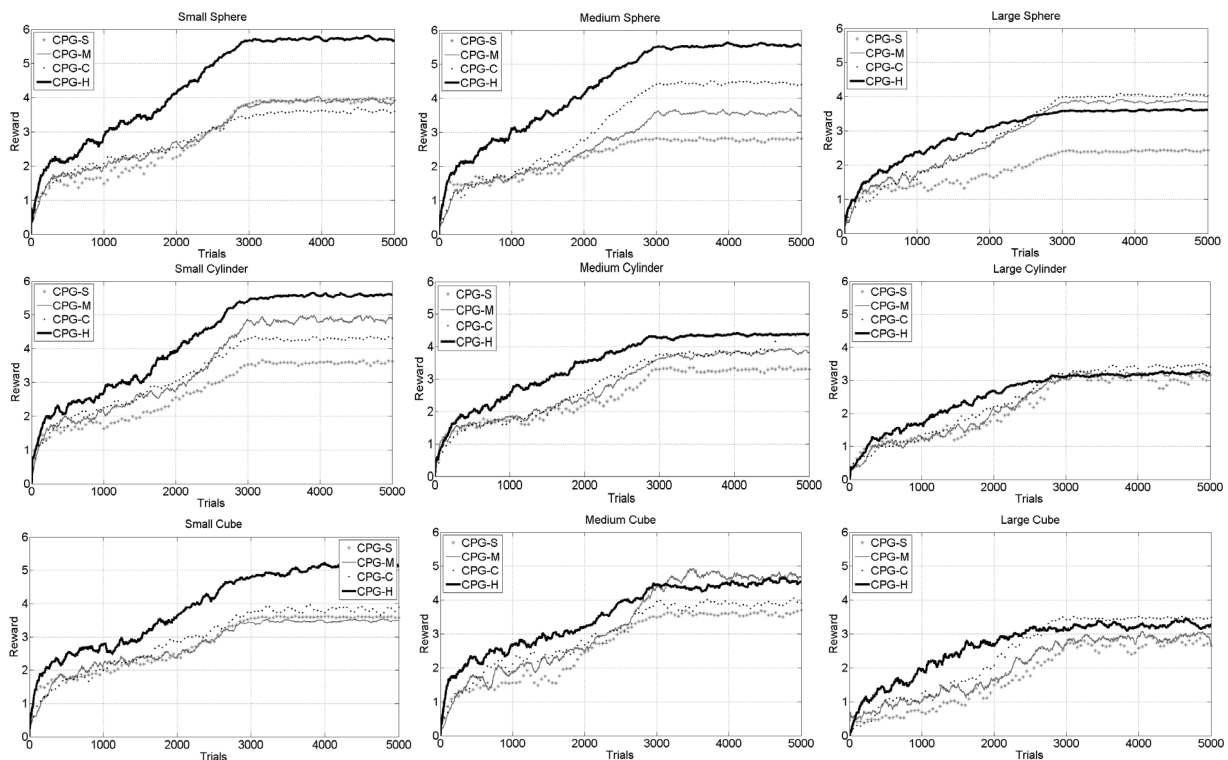 Small Sphere
CPG-S
CPG-M
CPG-C
CPG-H
Reward
6
5
4
3
2
1
0
0 1000 2000 3000 4000 5000
Trials
Medium Sphere
CPG-S
CPG-M
CPG-C
CPG-H
Reward
6
5
4
3
2
1
0
0 1000 2000 3000 4000 5000
Trials
Large Sphere
CPG-S
CPG-M
CPG-C
CPG-H
Reward
6
5
4
3
2
1
0
0 1000 2000 3000 4000 5000
Trials
Small Cylinder
CPG-S
CPG-M
CPG-C
CPG-H
Reward
6
5
4
3
2
1
0
0 1000 2000 3000 4000 5000
Trials
Medium Cylinder
CPG-S
CPG-M
CPG-C
CPG-H
Reward
6
5
4
3
2
1
0
0 1000 2000 3000 4000 5000
Trials
Large Cylinder
CPG-S
CPG-M
CPG-C
CPG-H
Reward
6
5
4
3
2
1
0
0 1000 2000 3000 4000 5000
Trials
Small Cube
CPG-S
CPG-M
CPG-C
CPG-H
Reward
6
5
4
3
2
1
0
0 1000 2000 3000 4000 5000
Trials
Medium Cube
CPG-S
CPG-M
CPG-C
CPG-H
Reward
6
5
4
3
2
1
0
0 1000 2000 3000 4000 5000
Trials
Large Cube
CPG-S
CPG-M
CPG-C
CPG-H
Reward
6
5
4
3
2
1
0
0 1000 2000 3000 4000 5000
Trials